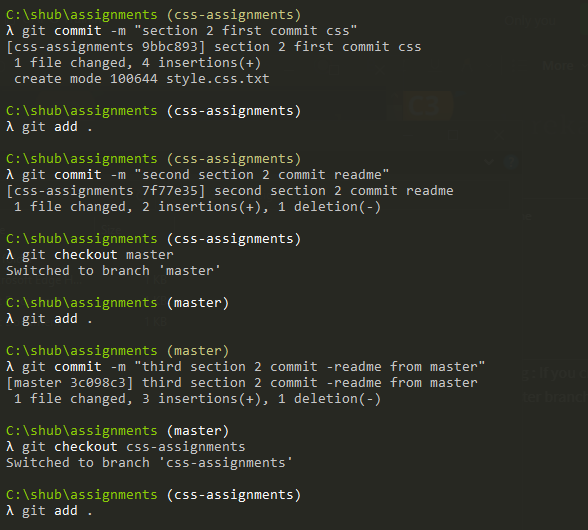 C:\shub\assignments (css-assignments)
λ git commit -m "section 2 first commit css"
[css-assignments 9bbc893] section 2 first commit css
 1 file changed, 4 insertions(+)
 create mode 100644 style.css.txt
C:\shub\assignments (css-assignments)
λ git add .
C:\shub\assignments (css-assignments)
λ git commit -m "second section 2 commit readme"
[css-assignments 7f77e35] second section 2 commit readme
 1 file changed, 2 insertions(+), 1 deletion(-)
C:\shub\assignments (css-assignments)
λ git checkout master
Switched to branch 'master'
C:\shub\assignments (master)
λ git add .
C:\shub\assignments (master)
λ git commit -m "third section 2 commit -readme from master"
[master 3c098c3] third section 2 commit -readme from master
 1 file changed, 3 insertions(+), 1 deletion(-)
C:\shub\assignments (master)
λ git checkout css-assignments
Switched to branch 'css-assignments'
C:\shub\assignments (css-assignments)
λ git add .